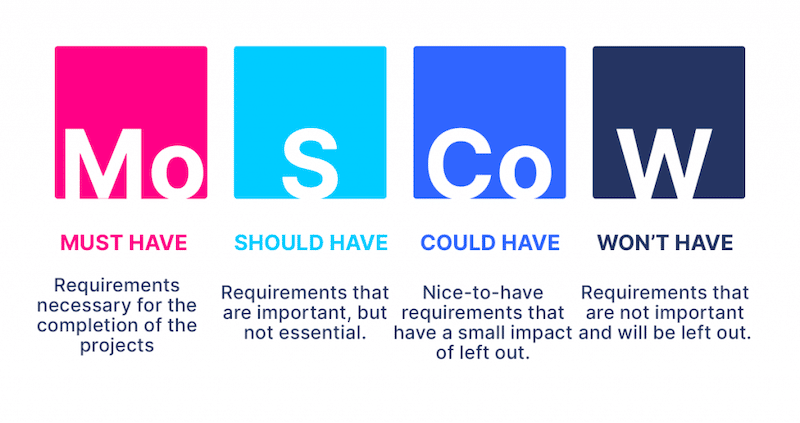 Mo
S
Co
W
MUST HAVE
Requirements
necessary for the
completion of the
projects
SHOULD HAVE
Requirements that
are important, but
not essential.
COULD HAVE
Nice-to-have
requirements that
have a small impact
of left out.
WON’T HAVE
Requirements that
are not important
and will be left out.